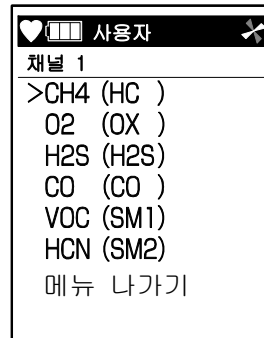 사용자
채널 1
>CH4 (HC )
O2 (OX )
H2S (H2S)
CO (CO )
VOC (SM1)
HCN (SM2)
메뉴 나가기